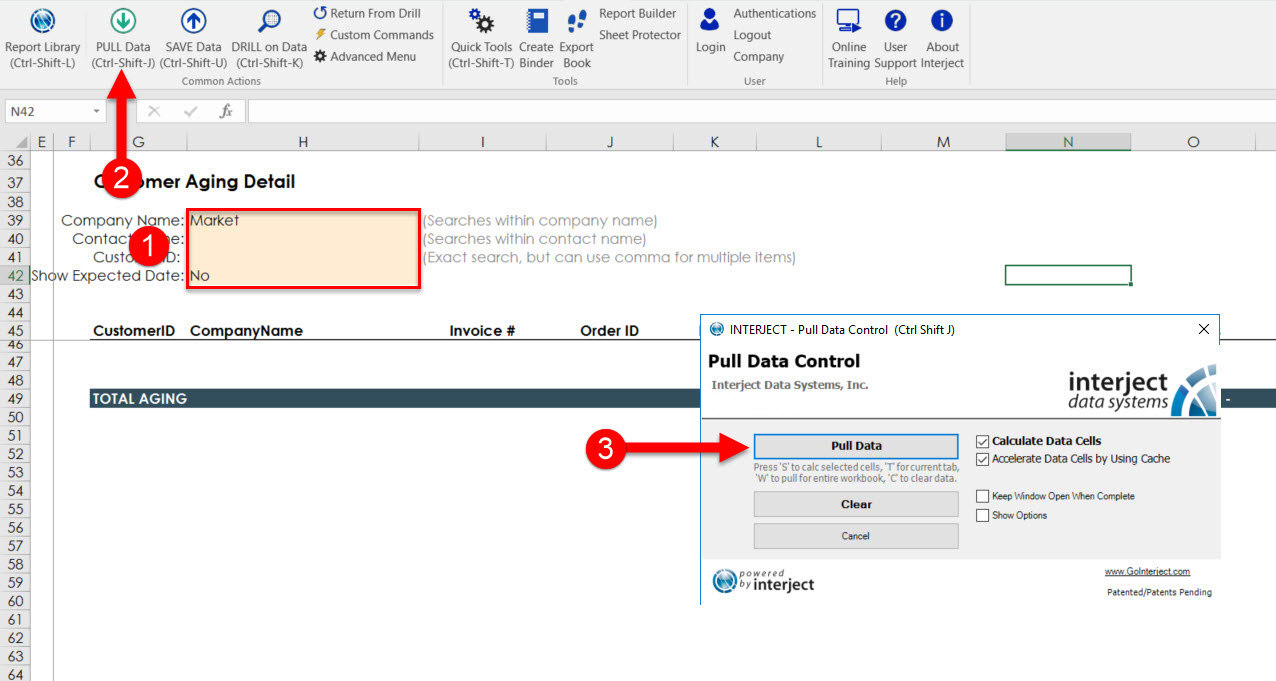 Report Library
(Ctrl-Shift-L)
PULL Data
(Ctrl-Shift-J)
SAVE Data
(Ctrl-Shift-U)
DRILL on Data
(Ctrl-Shift-K)
Return From Drill
Custom Commands
Advanced Menu
Common Actions
Quick Tools
(Ctrl-Shift-T)
Create
Binder
Export
Book
Report Builder
Sheet Protector
Tools
Login
Authentications
Logout
Company
User
Online
Training
User
Support
About
Interject
Help
N42
fx
E F G H I J K L M N O
36
37 Customer Aging Detail
2
38
39 Company Name: Market (Searches within company name)
40 Contact Name: (Searches within contact name)
1
41 CustomerID: (Exact search, but can use comma for multiple items)
42 Show Expected Date: No
43
44
45 CustomerID CompanyName Invoice # Order ID
46
47
48
49 TOTAL AGING -
50
51
52
53
54
55
56
57
58
59
60
61
62
63
64
INTERJECT - Pull Data Control (Ctrl Shift J)
Pull Data Control
Interject Data Systems, Inc.
interject
data systems
3
Pull Data
Press 'S' to calc selected cells, 'T' for current tab,
'W' to pull for entire workbook, 'C' to clear data.
Clear
Cancel
Calculate Data Cells
Accelerate Data Cells by Using Cache
Keep Window Open When Complete
Show Options
powered
by interject
www.GoInterject.com
Patented/Patents Pending